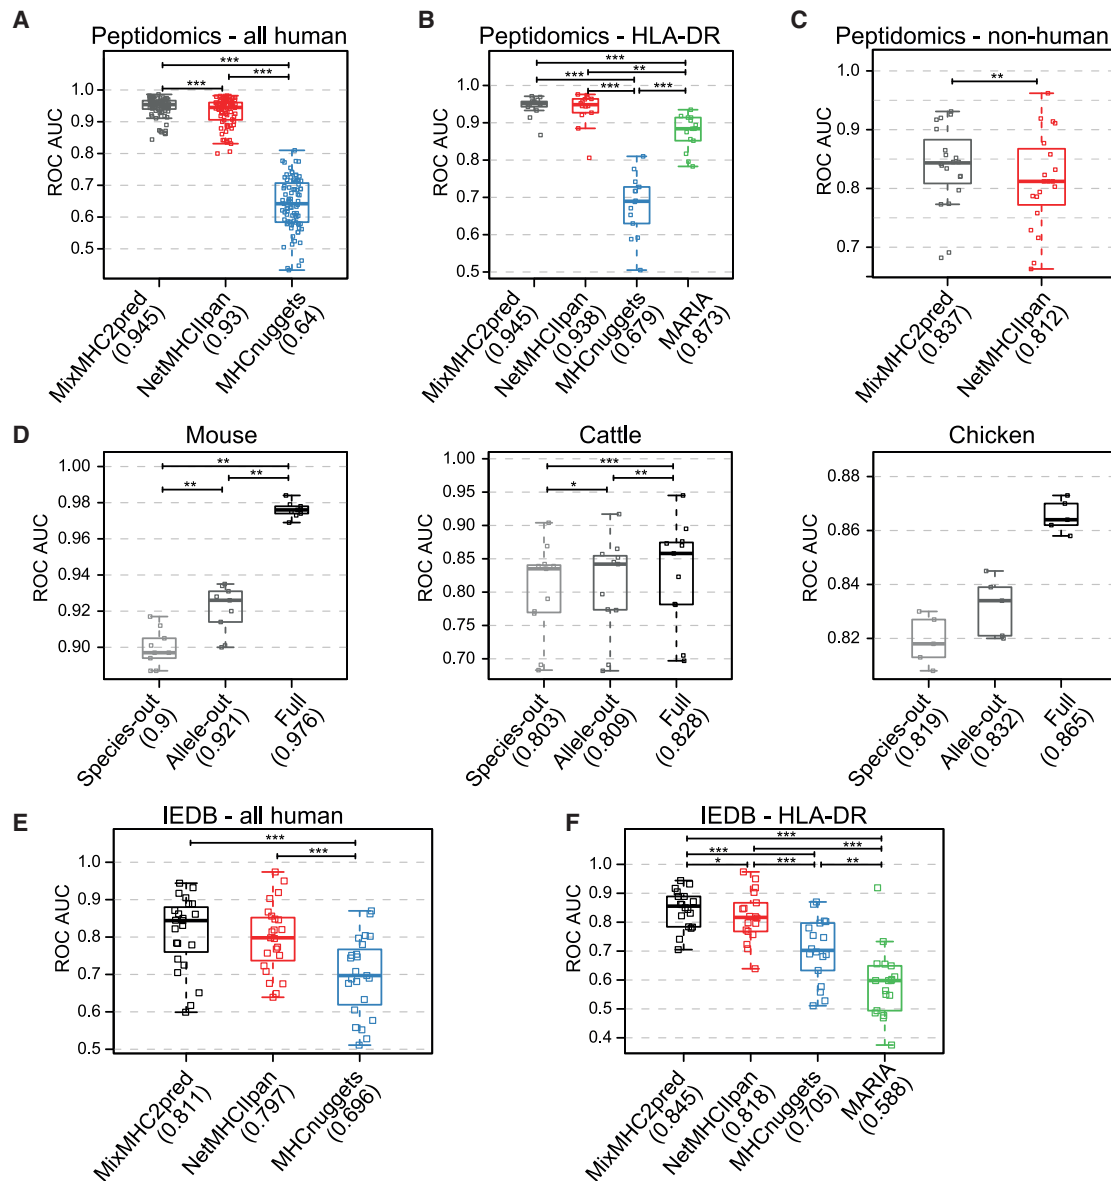 A
Peptidomics - all human
***
***
***
ROC AUC
1.0
0.9
0.8
0.7
0.6
0.5
MixMHC2pred
(0.945)
NetMHCIIpan
(0.93)
MHCnuggets
(0.64)
B
Peptidomics - HLA-DR
***
**
***
***
***
ROC AUC
1.0
0.9
0.8
0.7
0.6
0.5
MixMHC2pred
(0.945)
NetMHCIIpan
(0.938)
MHCnuggets
(0.679)
MARIA
(0.873)
C
Peptidomics - non-human
**
ROC AUC
1.0
0.9
0.8
0.7
MixMHC2pred
(0.837)
NetMHCIIpan
(0.812)
D
Mouse
**
**
**
ROC AUC
1.00
0.98
0.96
0.94
0.92
0.90
Species-out
(0.9)
Allele-out
(0.921)
Full
(0.976)
Cattle
***
*
**
ROC AUC
1.00
0.95
0.90
0.85
0.80
0.75
0.70
Species-out
(0.803)
Allele-out
(0.809)
Full
(0.828)
Chicken
ROC AUC
0.88
0.86
0.84
0.82
Species-out
(0.819)
Allele-out
(0.832)
Full
(0.865)
E
IEDB - all human
***
***
ROC AUC
1.0
0.9
0.8
0.7
0.6
0.5
MixMHC2pred
(0.811)
NetMHCIIpan
(0.797)
MHCnuggets
(0.696)
F
IEDB - HLA-DR
***
***
***
*
***
**
ROC AUC
1.0
0.9
0.8
0.7
0.6
0.5
0.4
MixMHC2pred
(0.845)
NetMHCIIpan
(0.818)
MHCnuggets
(0.705)
MARIA
(0.588)